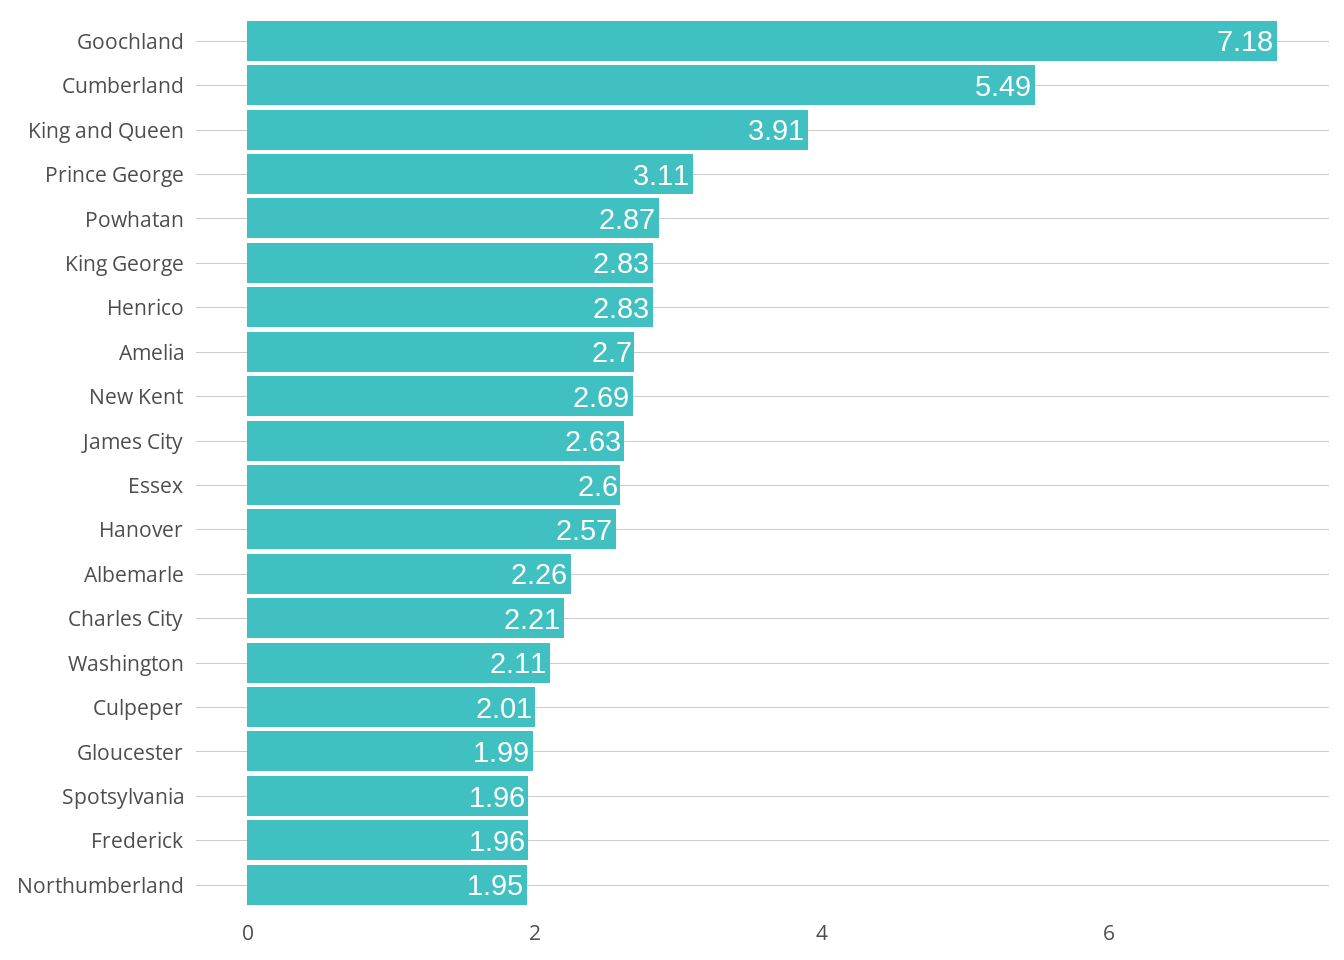 Goochland 7.18
Cumberland 5.49
King and Queen 3.91
Prince George 3.11
Powhatan 2.87
King George 2.83
Henrico 2.83
Amelia 2.7
New Kent 2.69
James City 2.63
Essex 2.6
Hanover 2.57
Albemarle 2.26
Charles City 2.21
Washington 2.11
Culpeper 2.01
Gloucester 1.99
Spotsylvania 1.96
Frederick 1.96
Northumberland 1.95
0 2 4 6